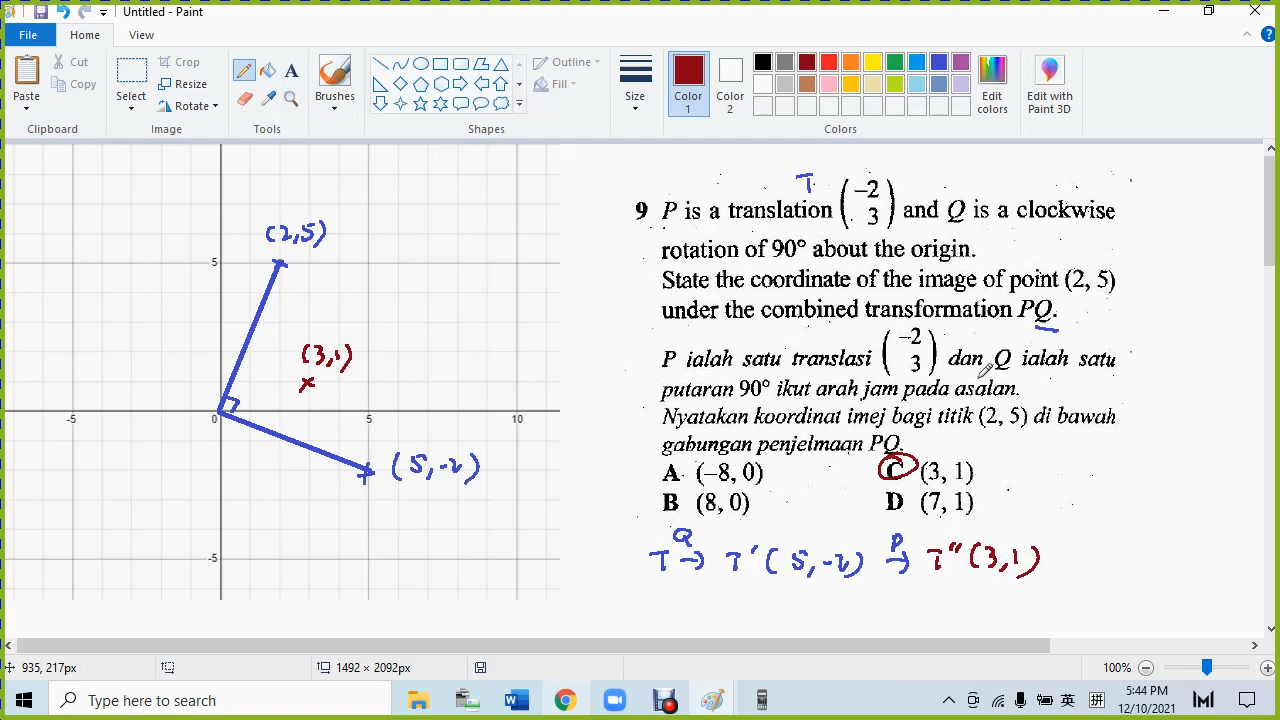 Untitled - Paint
File Home View
Paste
Cut
Copy
Clipboard
Select
Crop
Resize
Rotate
Image
Tools
Brushes
Outline
Fill
Shapes
Size
Color 1
Color 2
Edit colors
Colors
Edit with Paint 3D
(2,5)
5
(3,1)
-5 0 5 10
(5,-2)
-5
T
9 P is a translation (-2 3) and Q is a clockwise
rotation of 90° about the origin.
State the coordinate of the image of point (2, 5)
under the combined transformation PQ.
P ialah satu translasi (-2 3) dan Q ialah satu
putaran 90° ikut arah jam pada asalan.
Nyatakan koordinat imej bagi titik (2, 5) di bawah
gabungan penjelmaan PQ.
A (–8, 0) C (3, 1)
B (8, 0) D (7, 1)
T Q→ T'(5,-2) P→ T"(3,1)
935, 217px 1492 × 2092px 100%
Type here to search
英 拼
5:44 PM
12/10/2021